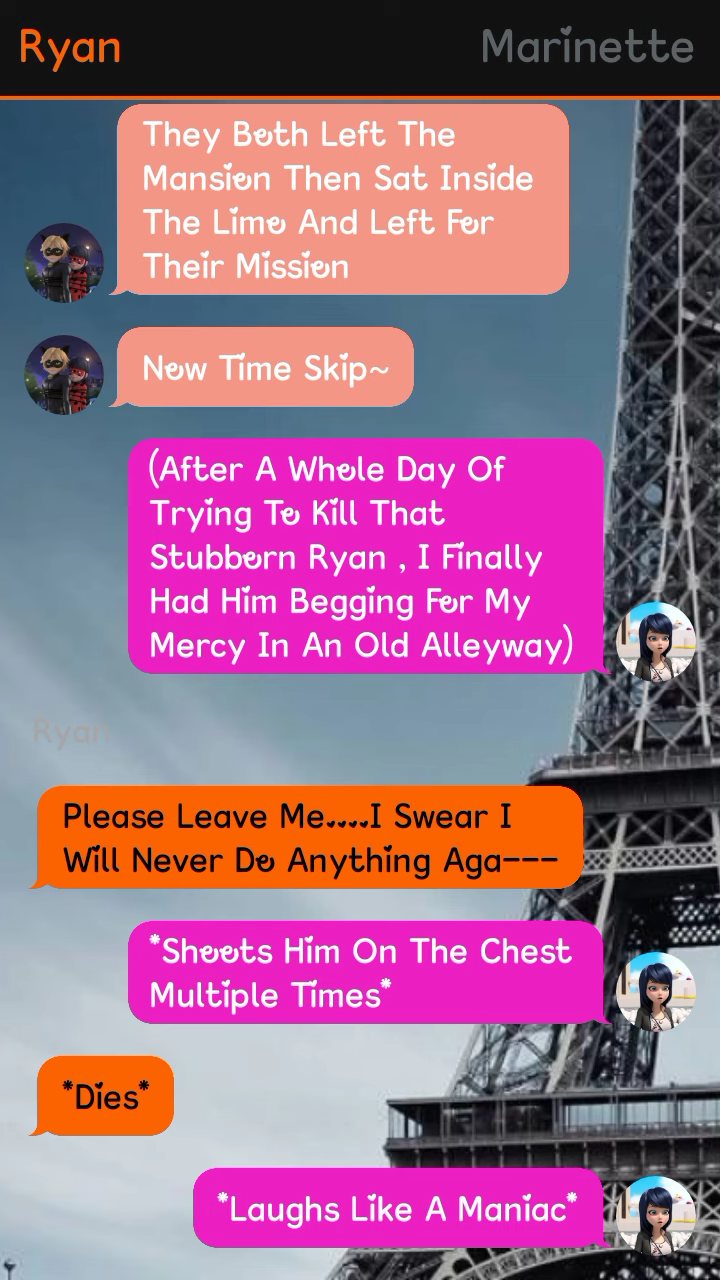 Ryan
Marinette
They Both Left The
Mansion Then Sat Inside
The Limo And Left For
Their Mission
Now Time Skip~
(After A Whole Day Of
Trying To Kill That
Stubborn Ryan , I Finally
Had Him Begging For My
Mercy In An Old Alleyway)
Ryan
Please Leave Me....I Swear I
Will Never Do Anything Aga---
*Shoots Him On The Chest
Multiple Times*
*Dies*
*Laughs Like A Maniac*